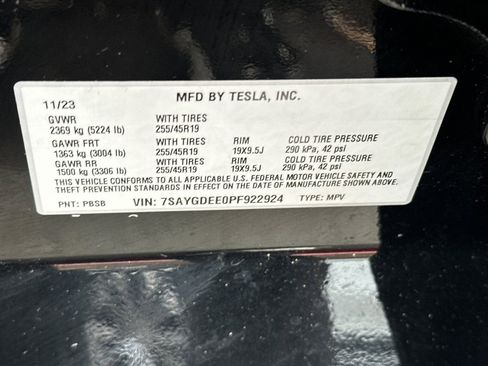 11/23 MFD BY TESLA, INC.
GVWR WITH TIRES
2369 kg (5224 lb) 255/45R19
GAWR FRT WITH TIRES RIM COLD TIRE PRESSURE
1363 kg (3004 lb) 255/45R19 19X9.5J 290 kPa, 42 psi
GAWR RR WITH TIRES RIM COLD TIRE PRESSURE
1500 kg (3306 lb) 255/45R19 19X9.5J 290 kPa, 42 psi
THIS VEHICLE CONFORMS TO ALL APPLICABLE U.S. FEDERAL MOTOR VEHICLE SAFETY AND
THEFT PREVENTION STANDARDS IN EFFECT ON THE DATE OF MANUFACTURE SHOWN ABOVE.
PNT: PBSB VIN: 7SAYGDEE0PF922924 TYPE: MPV